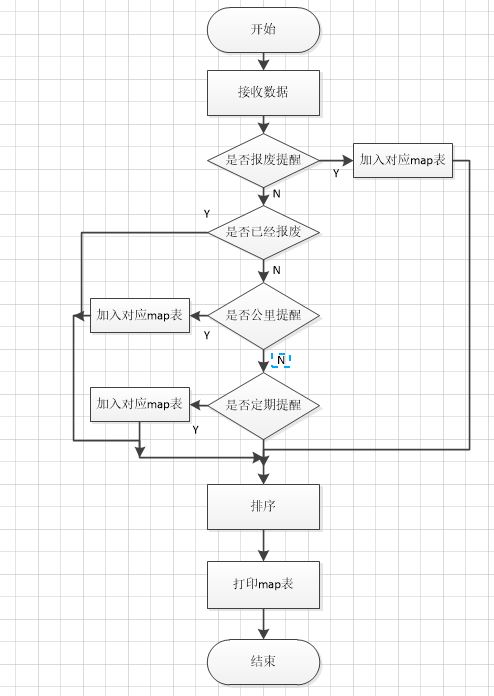 开始
接收数据
是否报废提醒
加入对应map表
Y
N
Y
是否已经报废
N
加入对应map表
是否公里提醒
Y
N
加入对应map表
是否定期提醒
Y
排序
打印map表
结束